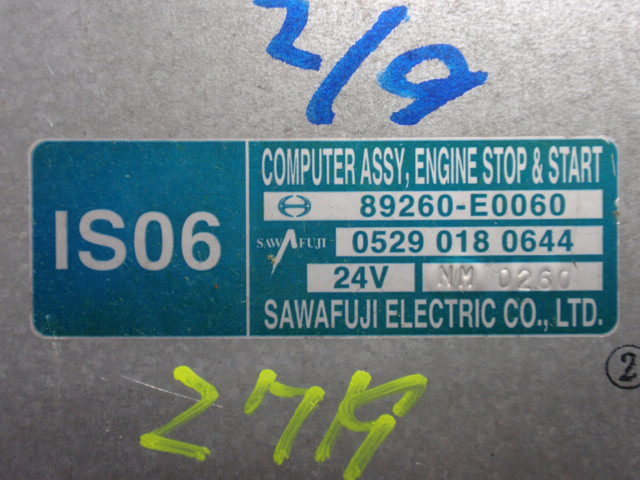 2/9
COMPUTER ASSY, ENGINE STOP & START
IS06
89260-E0060
SAWAFUJI 0529 018 0644
24V NM 0260
SAWAFUJI ELECTRIC CO., LTD.
2